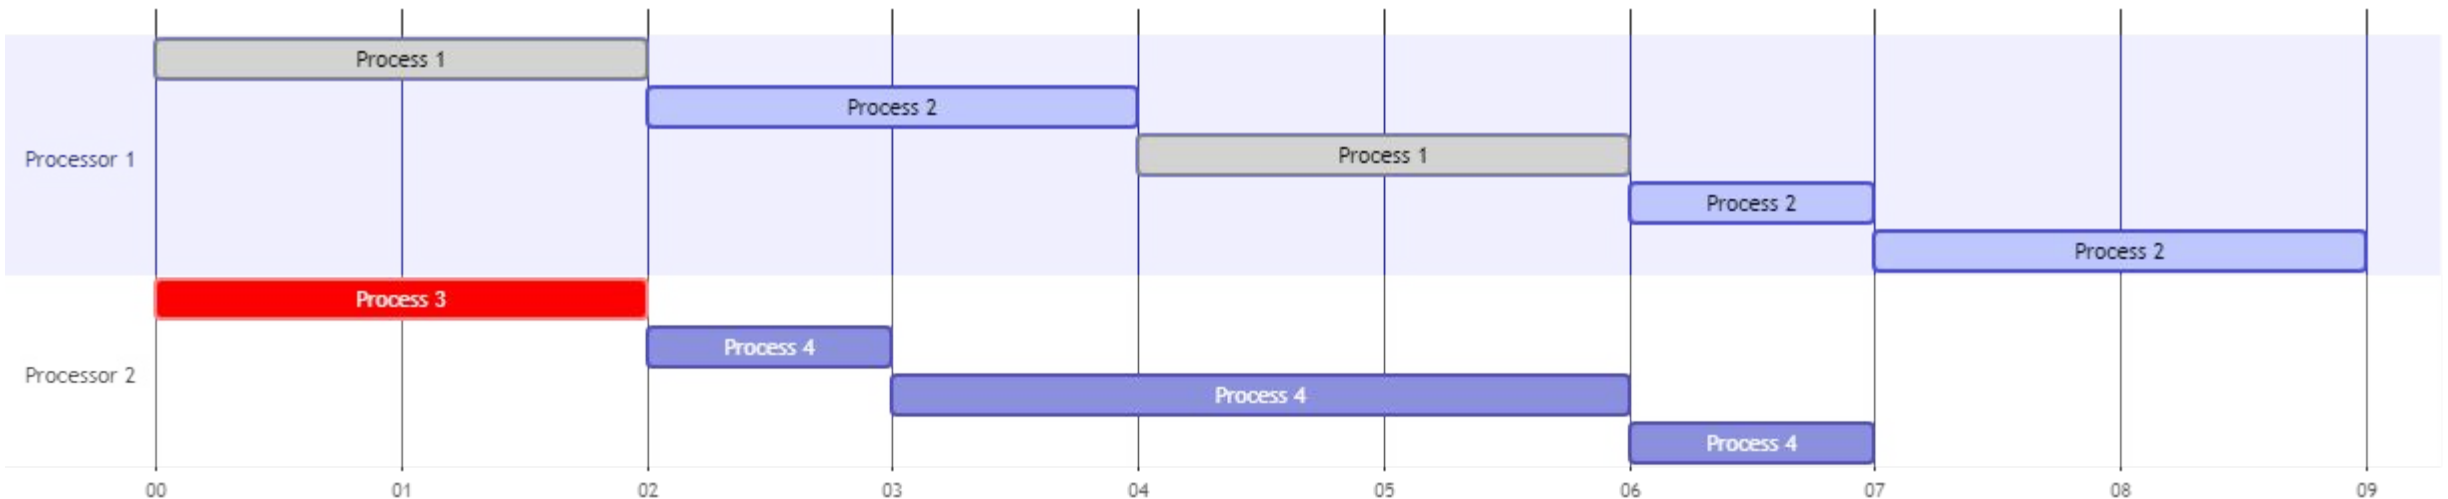 Process 1
Process 2
Process 1
Processor 1
Process 2
Process 2
Process 3
Process 4
Processor 2
Process 4
Process 4
00 01 02 03 04 05 06 07 08 09